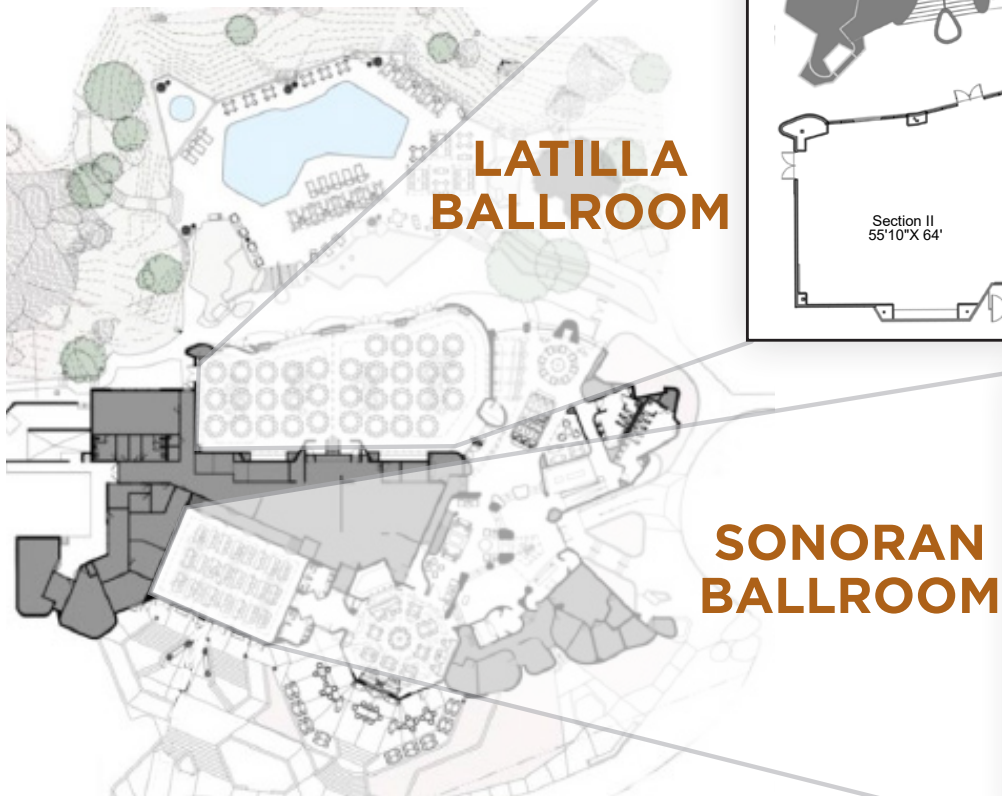 LATILLA
BALLROOM
Section II
55'10"X 64'
SONORAN
BALLROOM